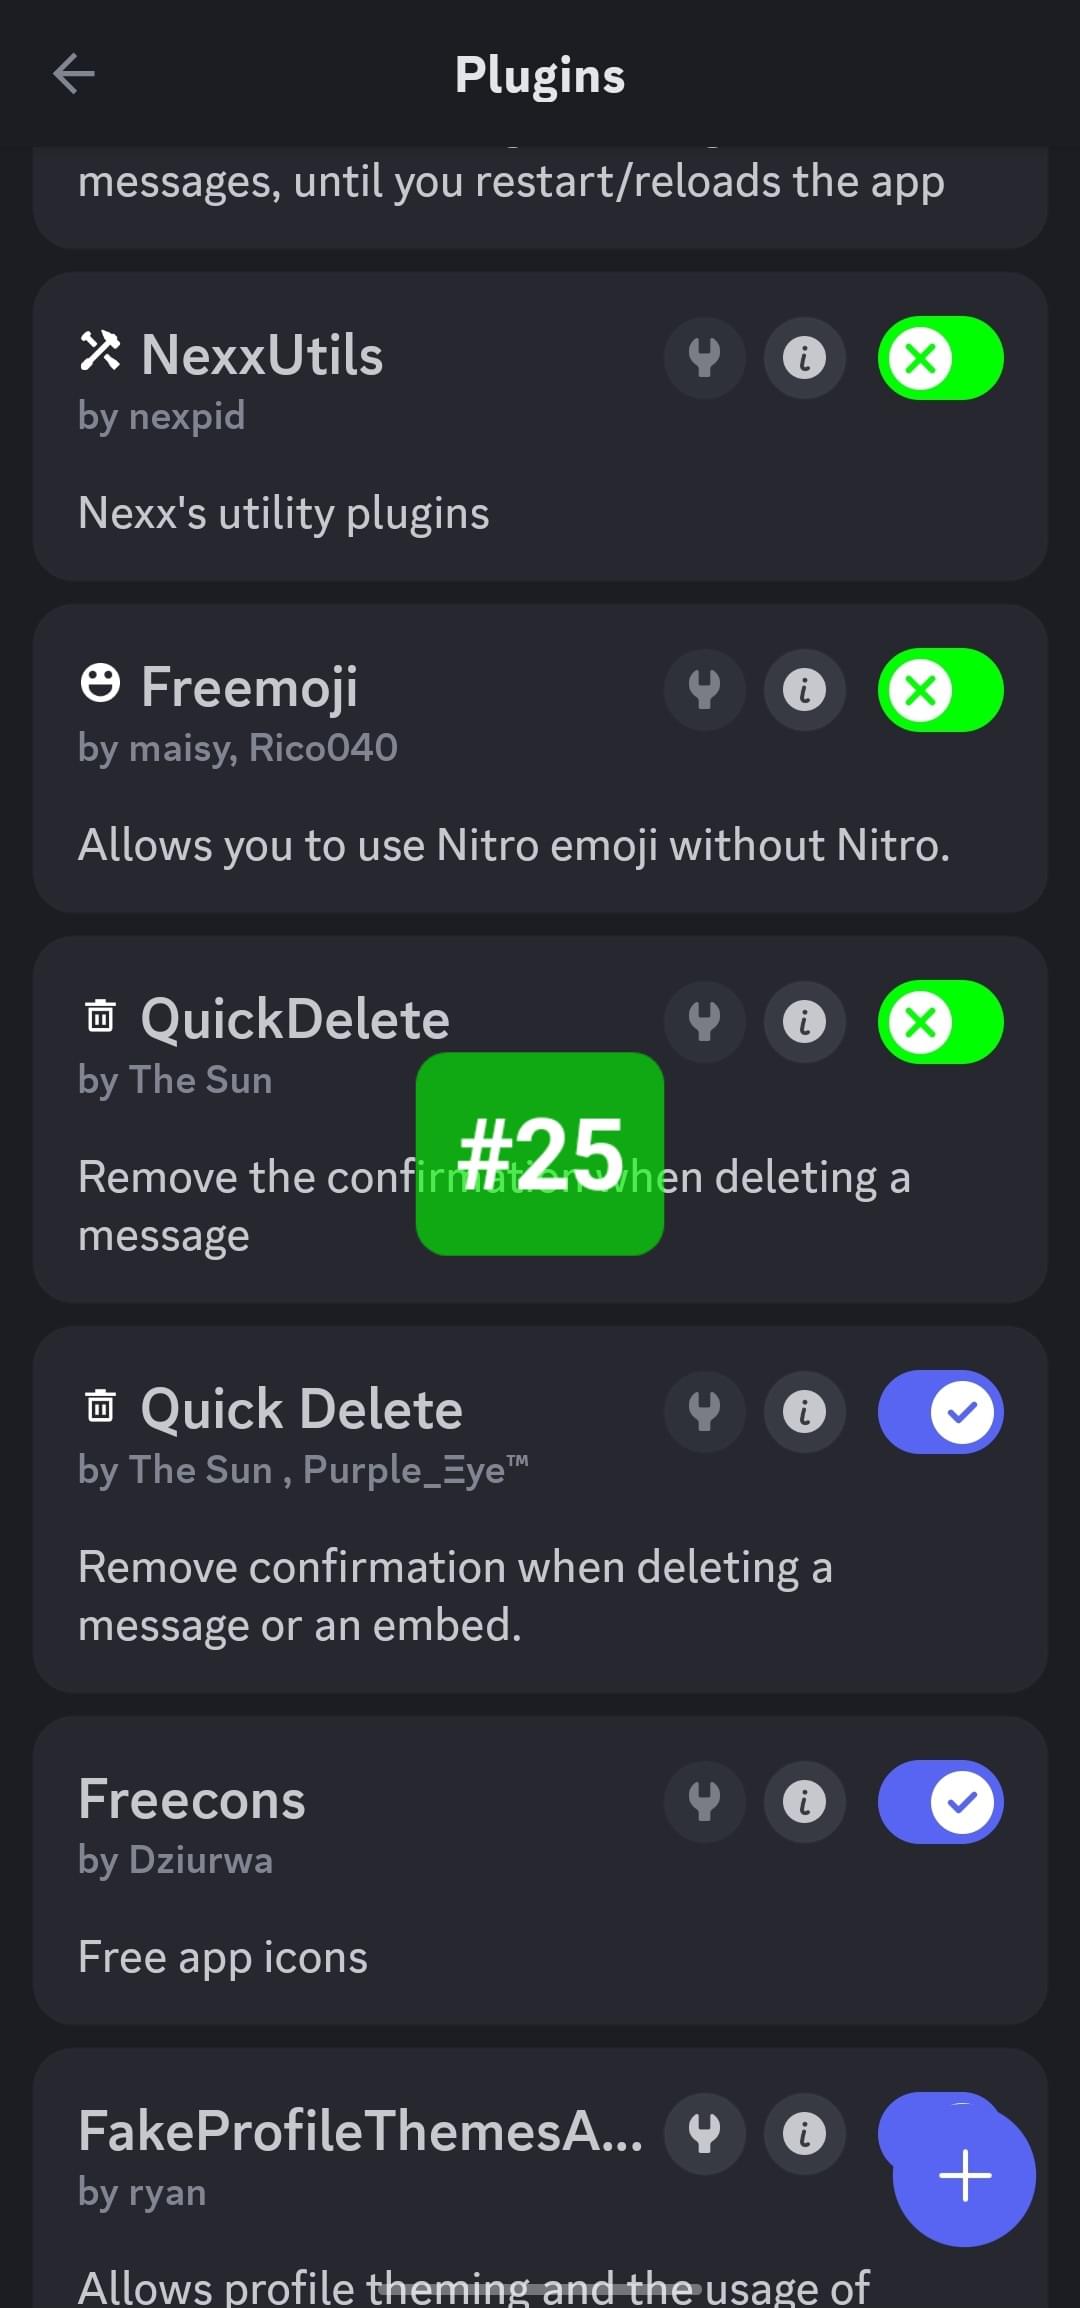 Plugins
messages, until you restart/reloads the app
NexxUtils
by nexpid
Nexx's utility plugins
Freemoji
by maisy, Rico040
Allows you to use Nitro emoji without Nitro.
QuickDelete
by The Sun
#25
Remove the confirmation when deleting a
message
Quick Delete
by The Sun , Purple_Ξye™
Remove confirmation when deleting a
message or an embed.
Freecons
by Dziurwa
Free app icons
FakeProfileThemesA...
by ryan
Allows profile theming and the usage of